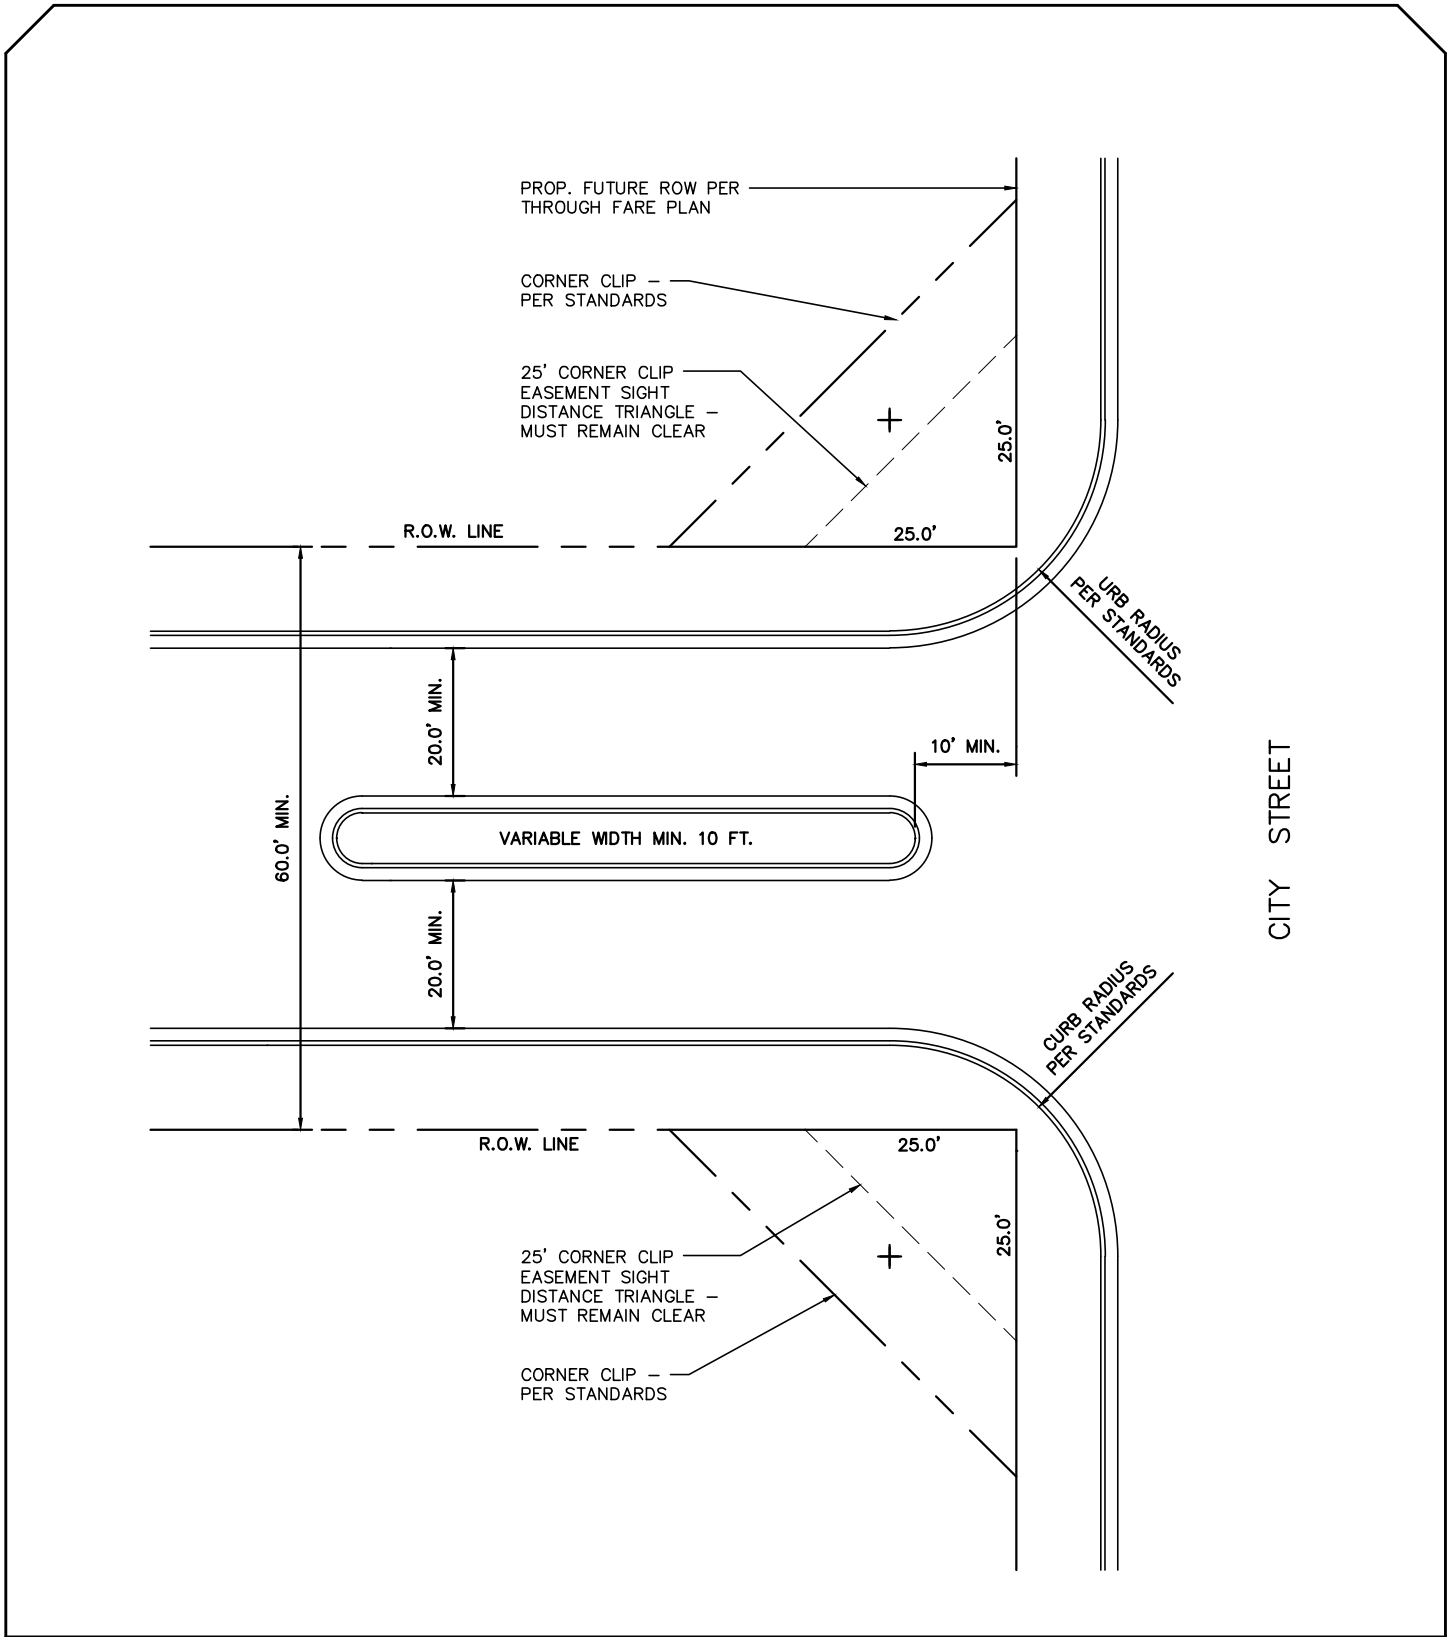 PROP. FUTURE ROW PER
THROUGH FARE PLAN
CORNER CLIP –
PER STANDARDS
25' CORNER CLIP
EASEMENT SIGHT
DISTANCE TRIANGLE –
MUST REMAIN CLEAR
25.0'
25.0'
R.O.W. LINE
URB RADIUS
PER STANDARDS
20.0' MIN.
10' MIN.
CITY STREET
60.0' MIN.
VARIABLE WIDTH MIN. 10 FT.
20.0' MIN.
CURB RADIUS
PER STANDARDS
R.O.W. LINE
25.0'
25.0'
25' CORNER CLIP
EASEMENT SIGHT
DISTANCE TRIANGLE –
MUST REMAIN CLEAR
CORNER CLIP –
PER STANDARDS